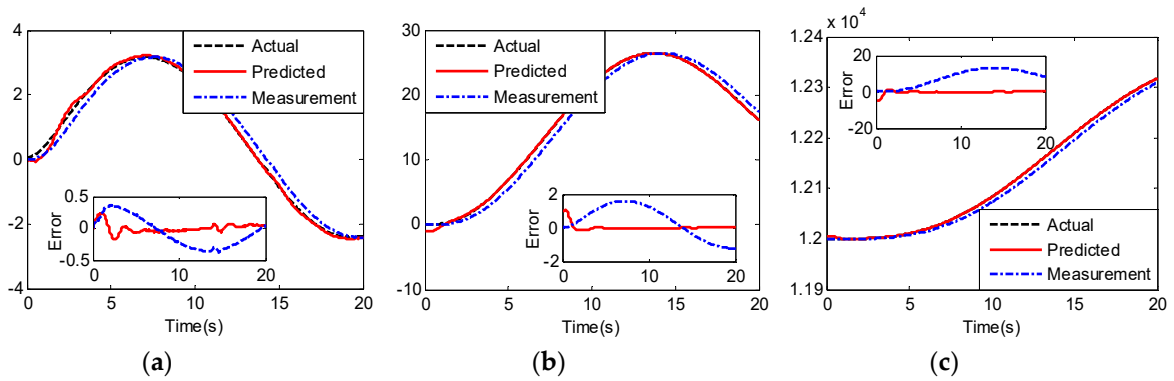 4
2
0
-2
-4
0
5
10
15
20
Time(s)
Actual
Predicted
Measurement
0.5
0
-0.5
0
10
20
Error
(a)
40
30
20
10
0
-10
0
5
10
15
20
Time(s)
Actual
Predicted
Measurement
2
0
-2
0
10
20
Error
(b)
x 10⁴
1.24
1.23
1.22
1.21
1.20
1.19
0
5
10
15
20
Time(s)
20
0
-20
0
10
20
Error
Actual
Predicted
Measurement
(c)